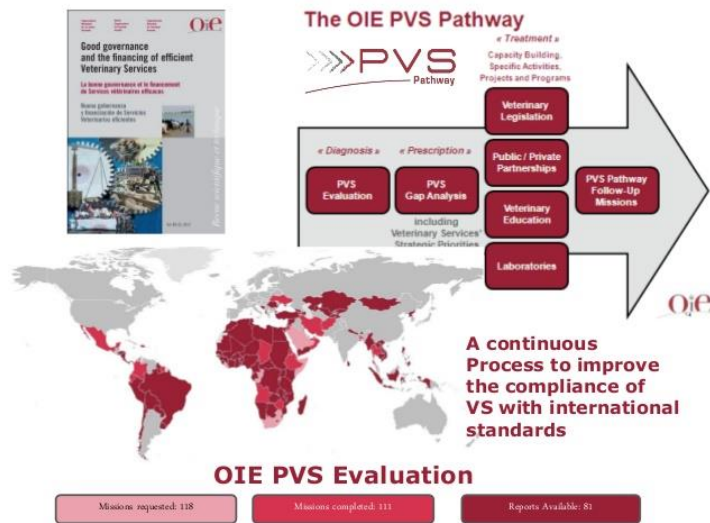 Oie
Good governance
and the financing of efficient
Veterinary Services
La bonne gouvernance et le financement
de Services vétérinaires efficaces
Buena gobernanza
y financiación de Servicios
Veterinarios eficientes
The OIE PVS Pathway
PVS
Pathway
« Treatment »
Capacity Building,
Specific Activities,
Projects and Programs
« Diagnosis »
« Prescription »
PVS
Evaluation
PVS
Gap Analysis
including
Veterinary Services'
Strategic Priorities
Veterinary
Legislation
Public / Private
Partnerships
Veterinary
Education
Laboratories
PVS Pathway
Follow-Up
Missions
Oie
A continuous
Process to improve
the compliance of
VS with international
standards
OIE PVS Evaluation
Missions requested: 118
Missions completed: 111
Reports Available: 81